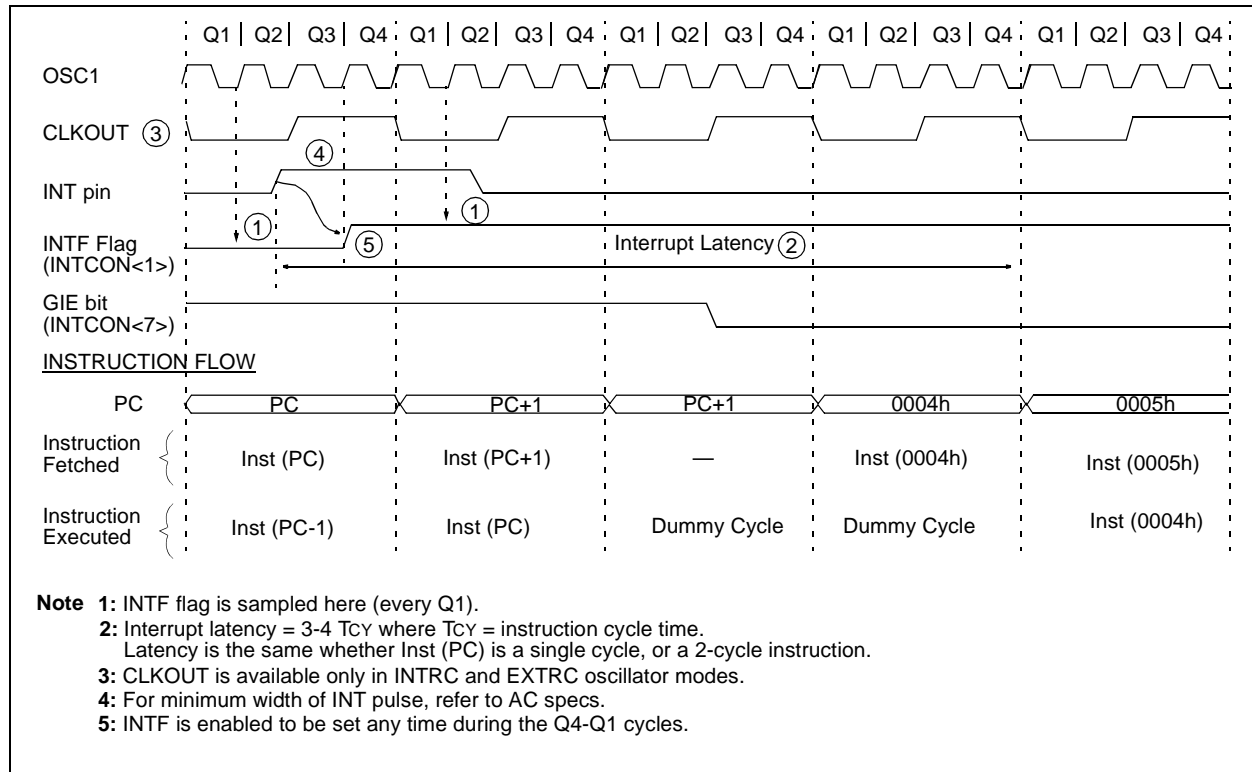 Q1 | Q2 | Q3 | Q4 Q1 | Q2 | Q3 | Q4 Q1 | Q2 | Q3 | Q4 Q1 | Q2 | Q3 | Q4 Q1 | Q2 | Q3 | Q4
OSC1
CLKOUT ③
④
INT pin
① ①
INTF Flag
(INTCON<1>)
⑤ Interrupt Latency ②
GIE bit
(INTCON<7>)
INSTRUCTION FLOW
PC PC PC+1 PC+1 0004h 0005h
Instruction
Fetched
Inst (PC) Inst (PC+1) — Inst (0004h) Inst (0005h)
Instruction
Executed
Inst (PC-1) Inst (PC) Dummy Cycle Dummy Cycle Inst (0004h)
Note 1: INTF flag is sampled here (every Q1).
2: Interrupt latency = 3-4 TCY where TCY = instruction cycle time.
Latency is the same whether Inst (PC) is a single cycle, or a 2-cycle instruction.
3: CLKOUT is available only in INTRC and EXTRC oscillator modes.
4: For minimum width of INT pulse, refer to AC specs.
5: INTF is enabled to be set any time during the Q4-Q1 cycles.